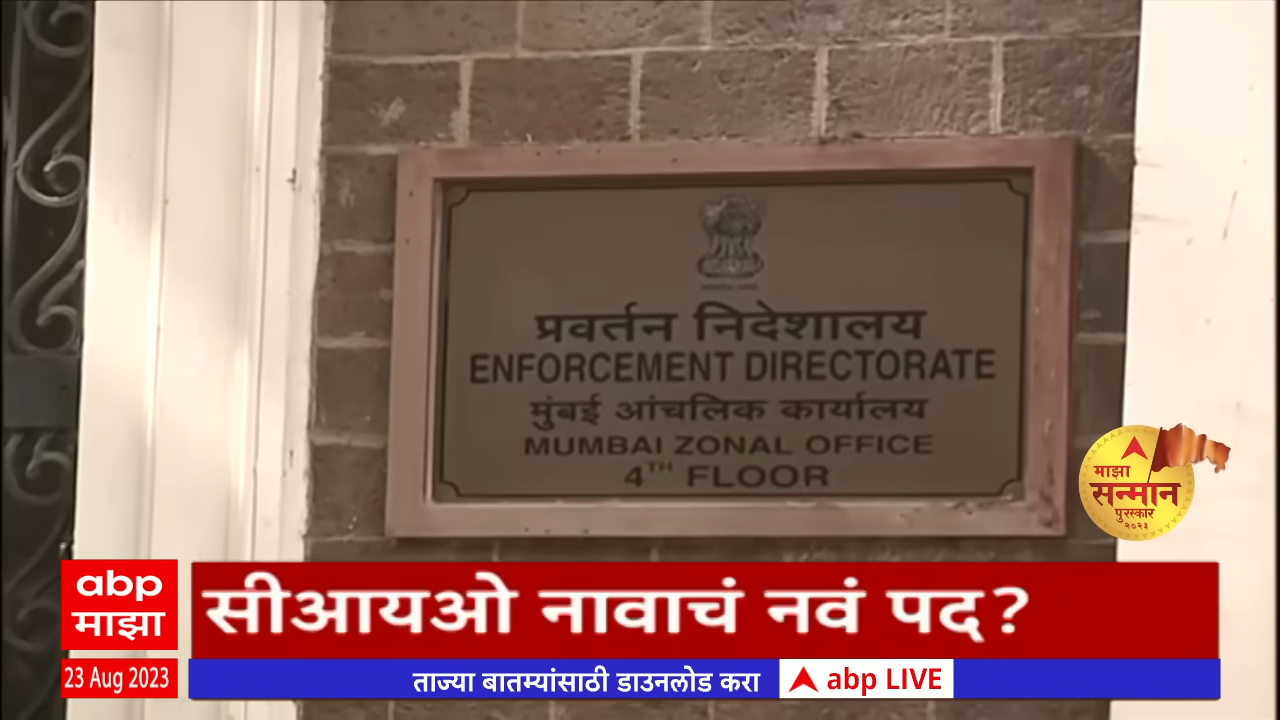 प्रवर्तन निदेशालय
ENFORCEMENT DIRECTORATE
मुंबई आंचलिक कार्यालय
MUMBAI ZONAL OFFICE
4TH FLOOR
माझा
सन्मान
पुरस्कार
२०२३
abp
माझा
सीआयओ नावाचं नवं पद?
23 Aug 2023
ताज्या बातम्यांसाठी डाउनलोड करा
abp LIVE